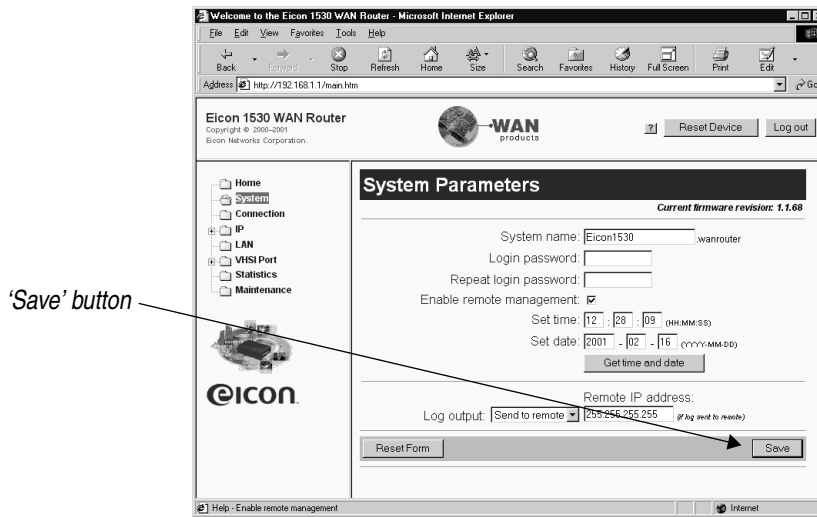 Welcome to the Eicon 1530 WAN Router - Microsoft Internet Explorer
File Edit View Favorites Tools Help
Back Forward Stop Refresh Home Size Search Favorites History Full Screen Print Edit
Address http://192.168.1.1/main.htm Go
Eicon 1530 WAN Router
Copyright © 2000-2001
Eicon Networks Corporation.
WAN
products
? Reset Device Log out
Home
System
Connection
IP
LAN
VHSI Port
Statistics
Maintenance
eicon
System Parameters
Current firmware revision: 1.1.68
System name: Eicon1530 .wanrouter
Login password:
Repeat login password:
Enable remote management:
Set time: 12 : 28 : 09 (HH:MM:SS)
Set date: 2001 - 02 - 16 (YYYY-MM-DD)
Get time and date
Remote IP address:
Log output: Send to remote 255.255.255.255 (if log sent to remote)
Reset Form Save
'Save' button
Help - Enable remote management Internet